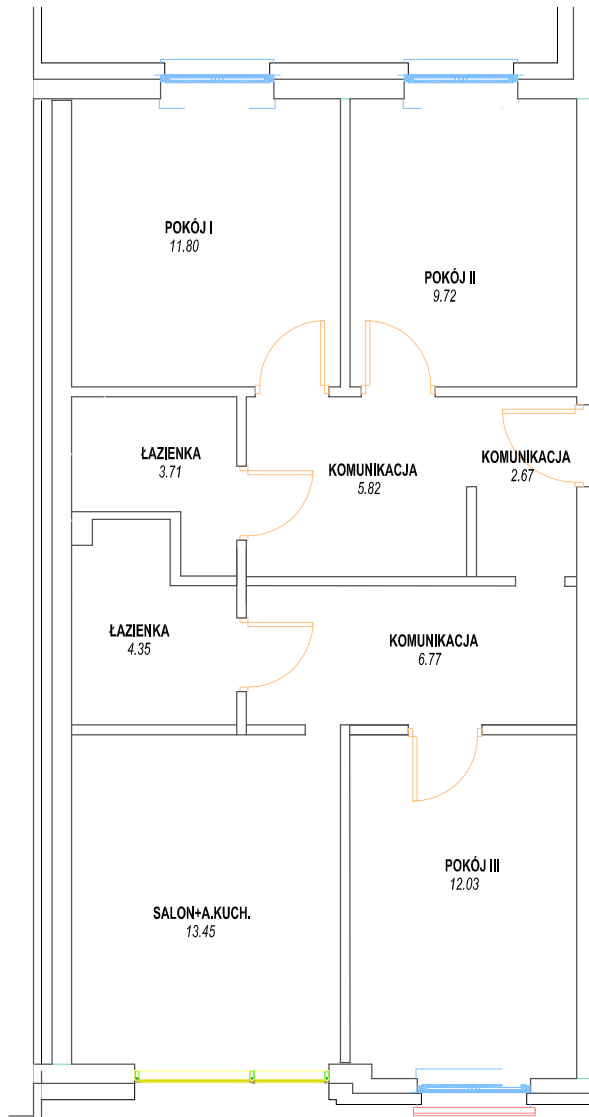 POKÓJ I
11.80
POKÓJ II
9.72
ŁAZIENKA
3.71
KOMUNIKACJA
5.82
KOMUNIKACJA
2.67
ŁAZIENKA
4.35
KOMUNIKACJA
6.77
POKÓJ III
12.03
SALON+A.KUCH.
13.45